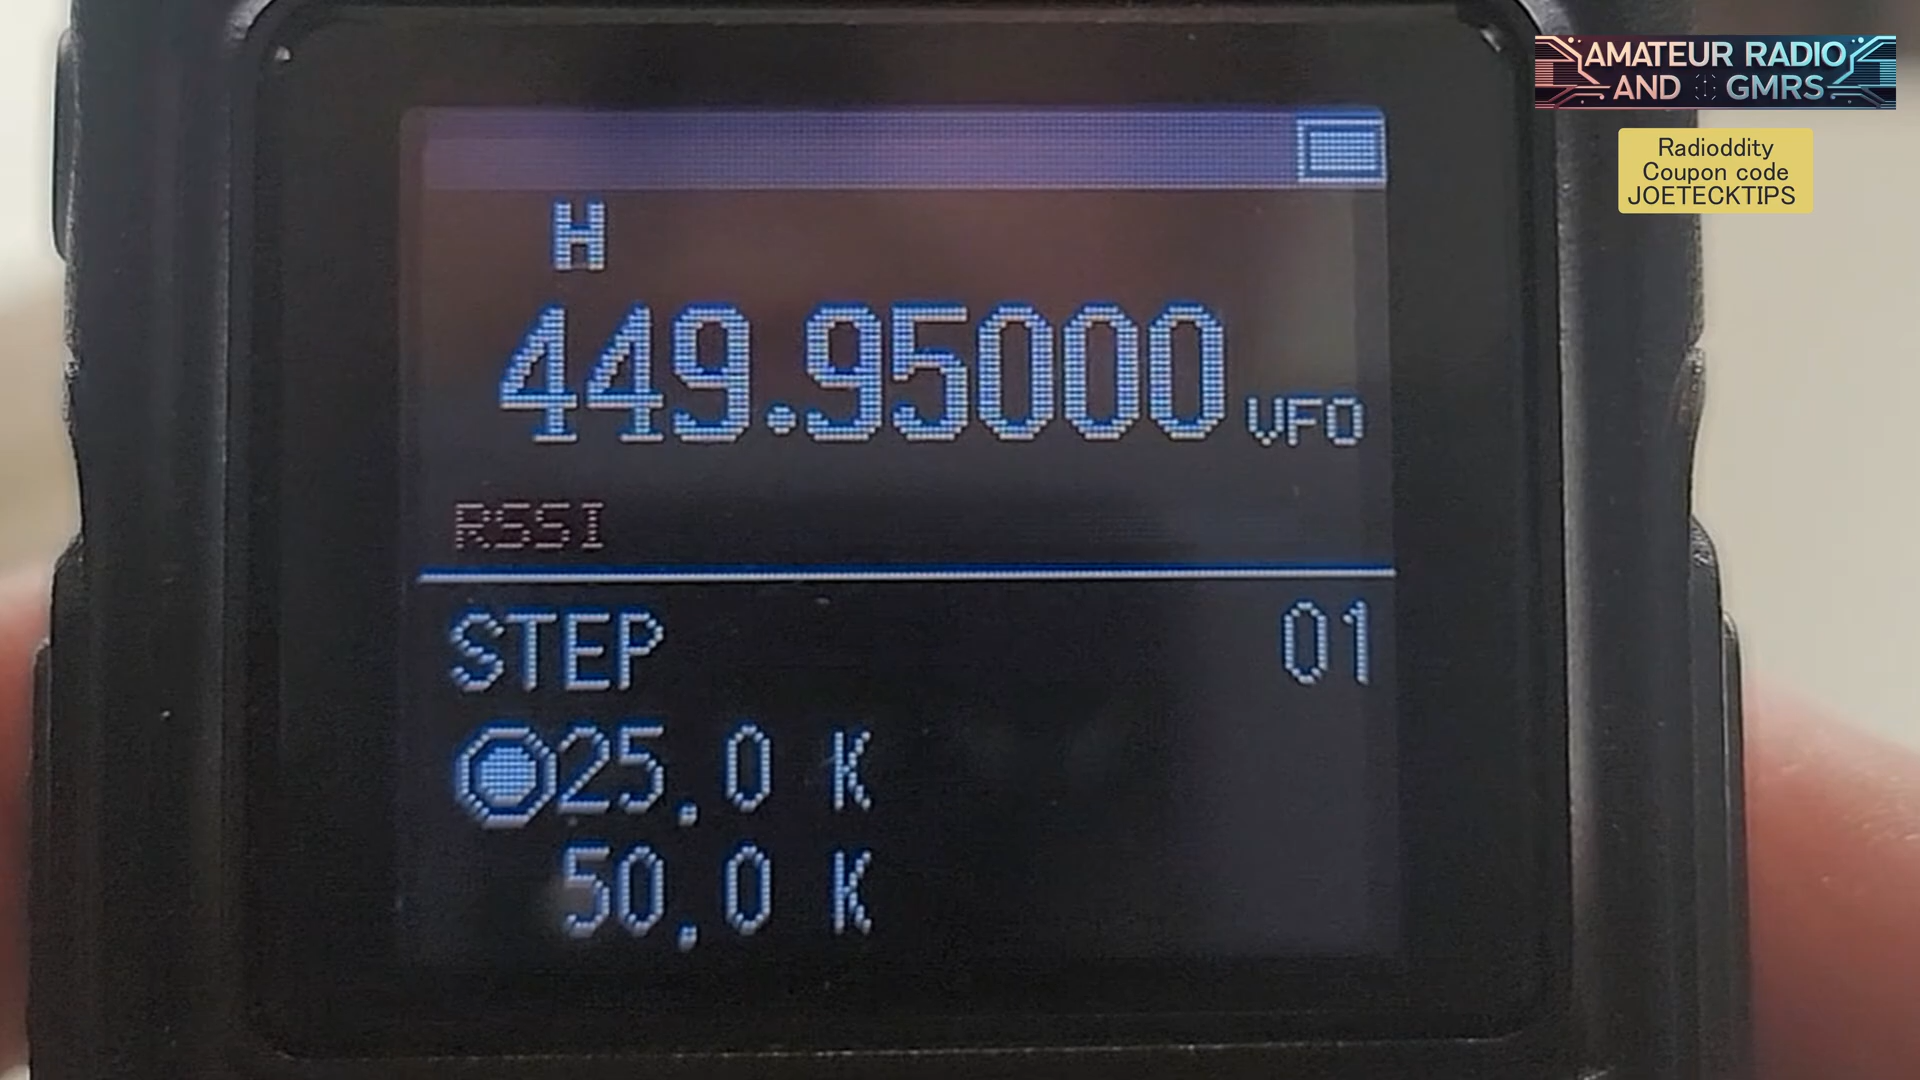 H
449.95000 VFO
RSSI
STEP 01
25.0 K
50.0 K
AMATEUR RADIO
AND GMRS
Radioddity
Coupon code
JOETECKTIPS